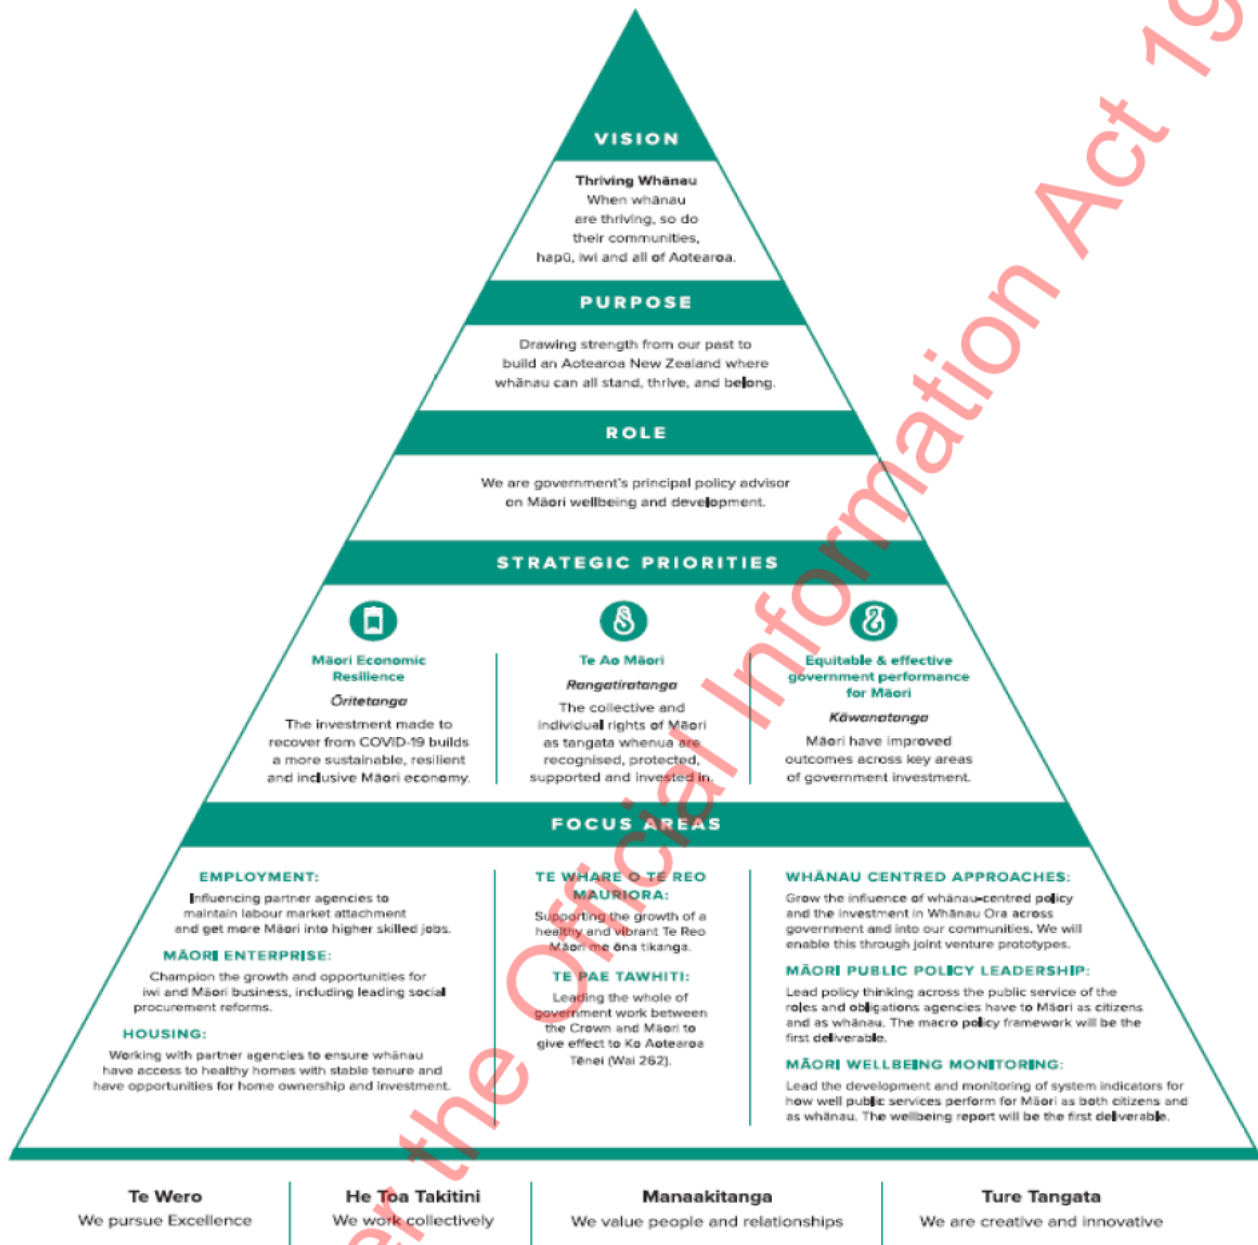 VISION
Thriving Whānau
When whānau
are thriving, so do
their communities,
hapū, iwi and all of Aotearoa.
PURPOSE
Drawing strength from our past to
build an Aotearoa New Zealand where
whānau can all stand, thrive, and belong.
ROLE
We are government's principal policy advisor
on Māori wellbeing and development.
STRATEGIC PRIORITIES
Māori Economic
Resilience
Ōritetanga
The investment made to
recover from COVID-19 builds
a more sustainable, resilient
and inclusive Māori economy.
Te Ao Māori
Rangatiratanga
The collective and
individual rights of Māori
as tangata whenua are
recognised, protected,
supported and invested in.
Equitable & effective
government performance
for Māori
Kāwanatanga
Māori have improved
outcomes across key areas
of government investment.
FOCUS AREAS
EMPLOYMENT:
Influencing partner agencies to
maintain labour market attachment
and get more Māori into higher skilled jobs.
MĀORI ENTERPRISE:
Champion the growth and opportunities for
iwi and Māori business, including leading social
procurement reforms.
HOUSING:
Working with partner agencies to ensure whānau
have access to healthy homes with stable tenure and
have opportunities for home ownership and investment.
TE WHARE O TE REO
MAURIORA:
Supporting the growth of a
healthy and vibrant Te Reo
Māori me ōna tikanga.
TE PAE TAWHITI:
Leading the whole of
government work between
the Crown and Māori to
give effect to Ko Aotearoa
Tēnei (Wai 262).
WHĀNAU CENTRED APPROACHES:
Grow the influence of whānau-centred policy
and the investment in Whānau Ora across
government and into our communities. We will
enable this through joint venture prototypes.
MĀORI PUBLIC POLICY LEADERSHIP:
Lead policy thinking across the public service of the
roles and obligations agencies have to Māori as citizens
and as whānau. The macro policy framework will be the
first deliverable.
MĀORI WELLBEING MONITORING:
Lead the development and monitoring of system indicators for
how well public services perform for Māori as both citizens and
as whānau. The wellbeing report will be the first deliverable.
Te Wero
We pursue Excellence
He Toa Takitini
We work collectively
Manaakitanga
We value people and relationships
Ture Tangata
We are creative and innovative
the Official Information Act